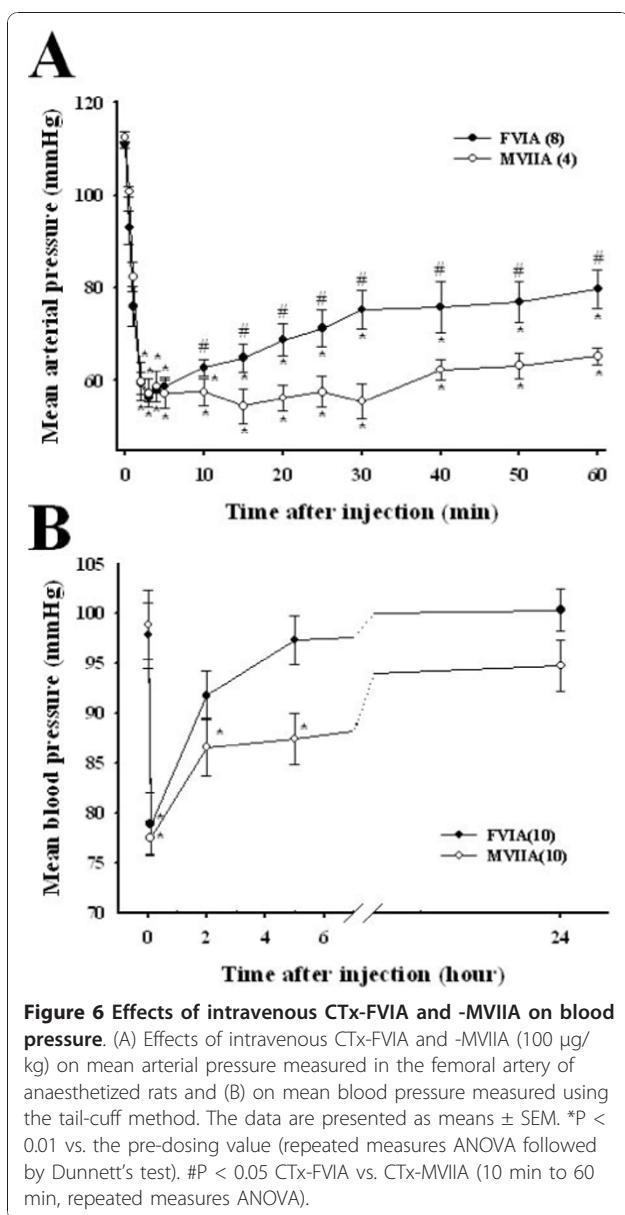 A
Mean arterial pressure (mmHg)
120
100
80
60
FVIA (8)
MVIIA (4)
# # # # # # # # #
* * * * * * * * * * * * * * * * * * * * * * * *
0 10 20 30 40 50 60
Time after injection (min)
B
Mean blood pressure (mmHg)
105
100
95
90
85
80
75
70
* * * *
FVIA(10)
MVIIA(10)
0 2 4 6 24
Time after injection (hour)
Figure 6 Effects of intravenous CTx-FVIA and -MVIIA on blood
pressure. (A) Effects of intravenous CTx-FVIA and -MVIIA (100 μg/
kg) on mean arterial pressure measured in the femoral artery of
anaesthetized rats and (B) on mean blood pressure measured using
the tail-cuff method. The data are presented as means ± SEM. *P <
0.01 vs. the pre-dosing value (repeated measures ANOVA followed
by Dunnett's test). #P < 0.05 CTx-FVIA vs. CTx-MVIIA (10 min to 60
min, repeated measures ANOVA).